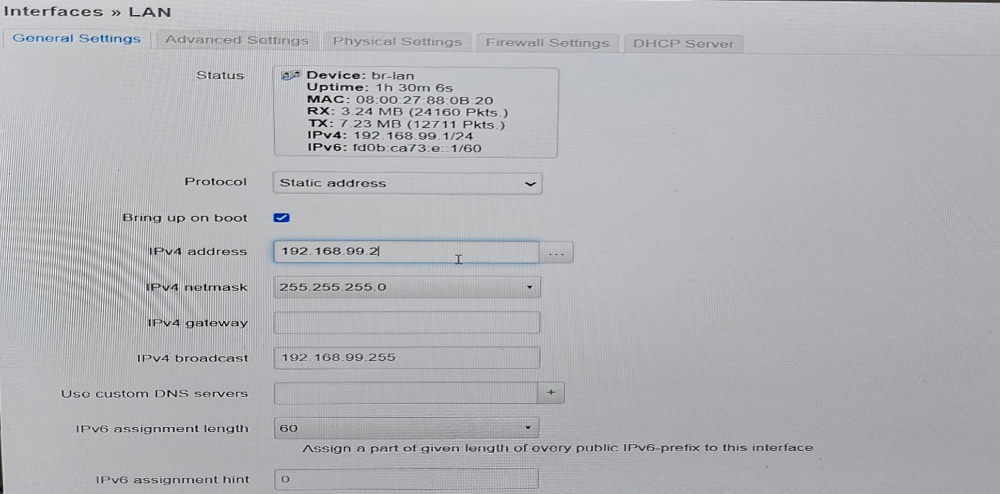 Interfaces » LAN
General Settings Advanced Settings Physical Settings Firewall Settings DHCP Server
Status
Device: br-lan
Uptime: 1h 30m 6s
MAC: 08:00:27:88:0B:20
RX: 3.24 MB (24160 Pkts.)
TX: 7.23 MB (12711 Pkts.)
IPv4: 192.168.99.1/24
IPv6: fd0b:ca73:e::1/60
Protocol Static address
Bring up on boot
IPv4 address 192.168.99.2 ...
IPv4 netmask 255.255.255.0
IPv4 gateway
IPv4 broadcast 192.168.99.255
Use custom DNS servers +
IPv6 assignment length 60
Assign a part of given length of every public IPv6-prefix to this interface
IPv6 assignment hint 0